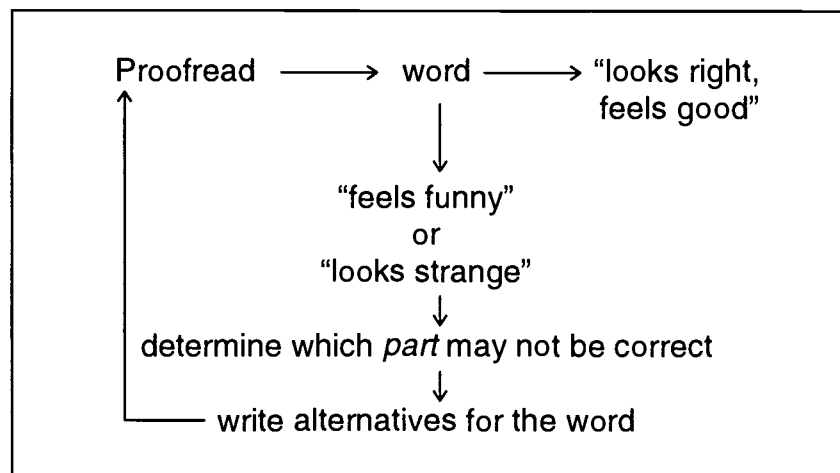 Proofread word “looks right,
feels good”
“feels funny”
or
“looks strange”
determine which part may not be correct
write alternatives for the word